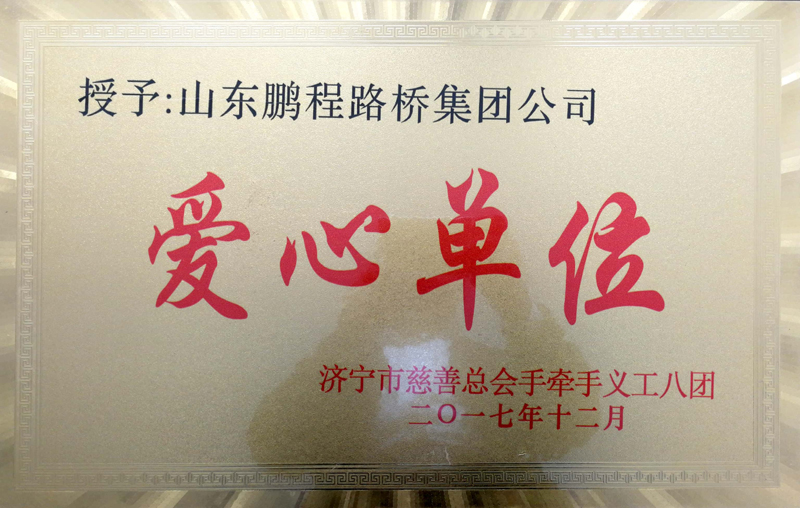 授予:山东鹏程路桥集团公司
爱心单位
济宁市慈善总会手牵手义工八团
二〇一七年十二月